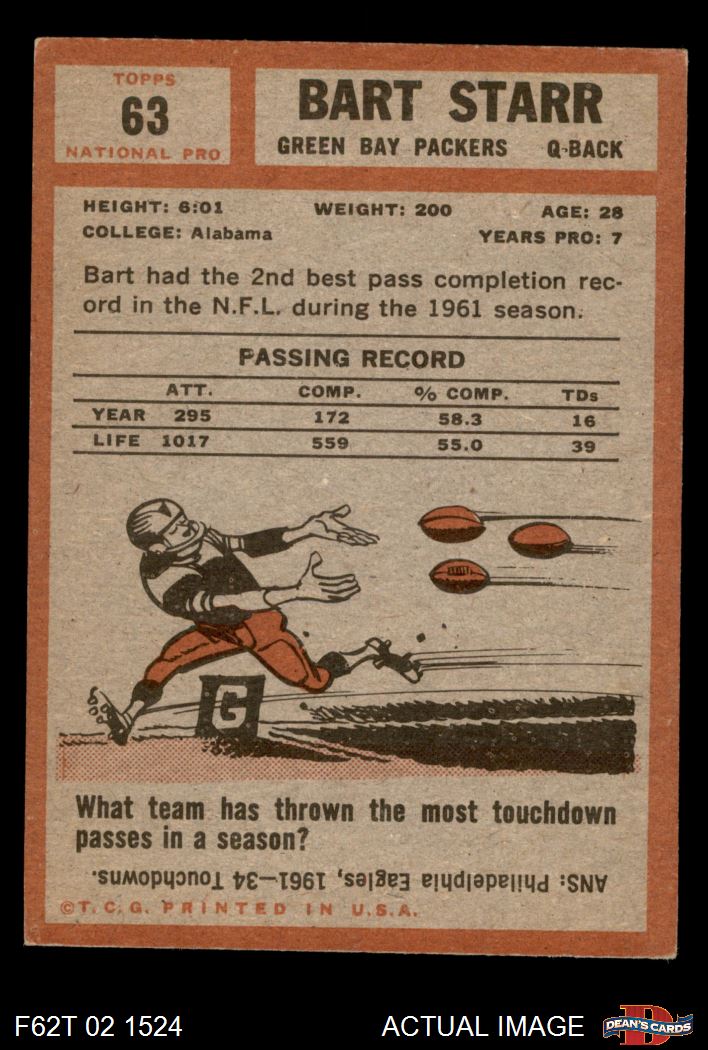 TOPPS
63
NATIONAL PRO
BART STARR
GREEN BAY PACKERS Q-BACK
HEIGHT: 6:01 WEIGHT: 200 AGE: 28
COLLEGE: Alabama YEARS PRO: 7
Bart had the 2nd best pass completion rec-
ord in the N.F.L. during the 1961 season.
PASSING RECORD
ATT. COMP. % COMP. TDs
YEAR 295 172 58.3 16
LIFE 1017 559 55.0 39
G
What team has thrown the most touchdown
passes in a season?
ANS: Philadelphia Eagles, 1961—34 Touchdowns.
©T.C.G. PRINTED IN U.S.A.
F62T 02 1524 ACTUAL IMAGE
D
DEAN'S CARDS